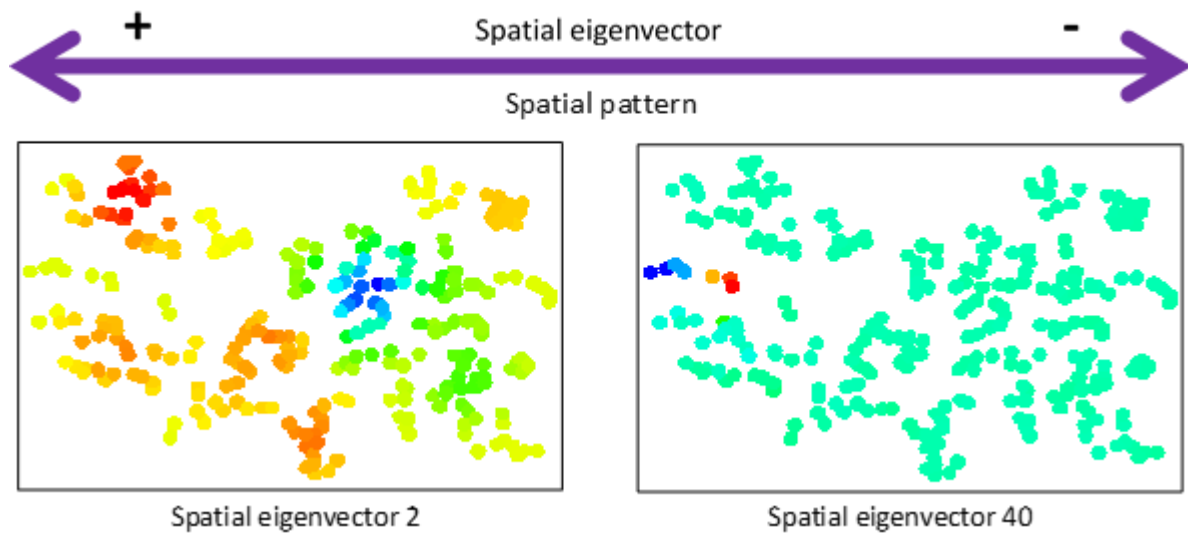 + Spatial eigenvector -
Spatial pattern
Spatial eigenvector 2
Spatial eigenvector 40